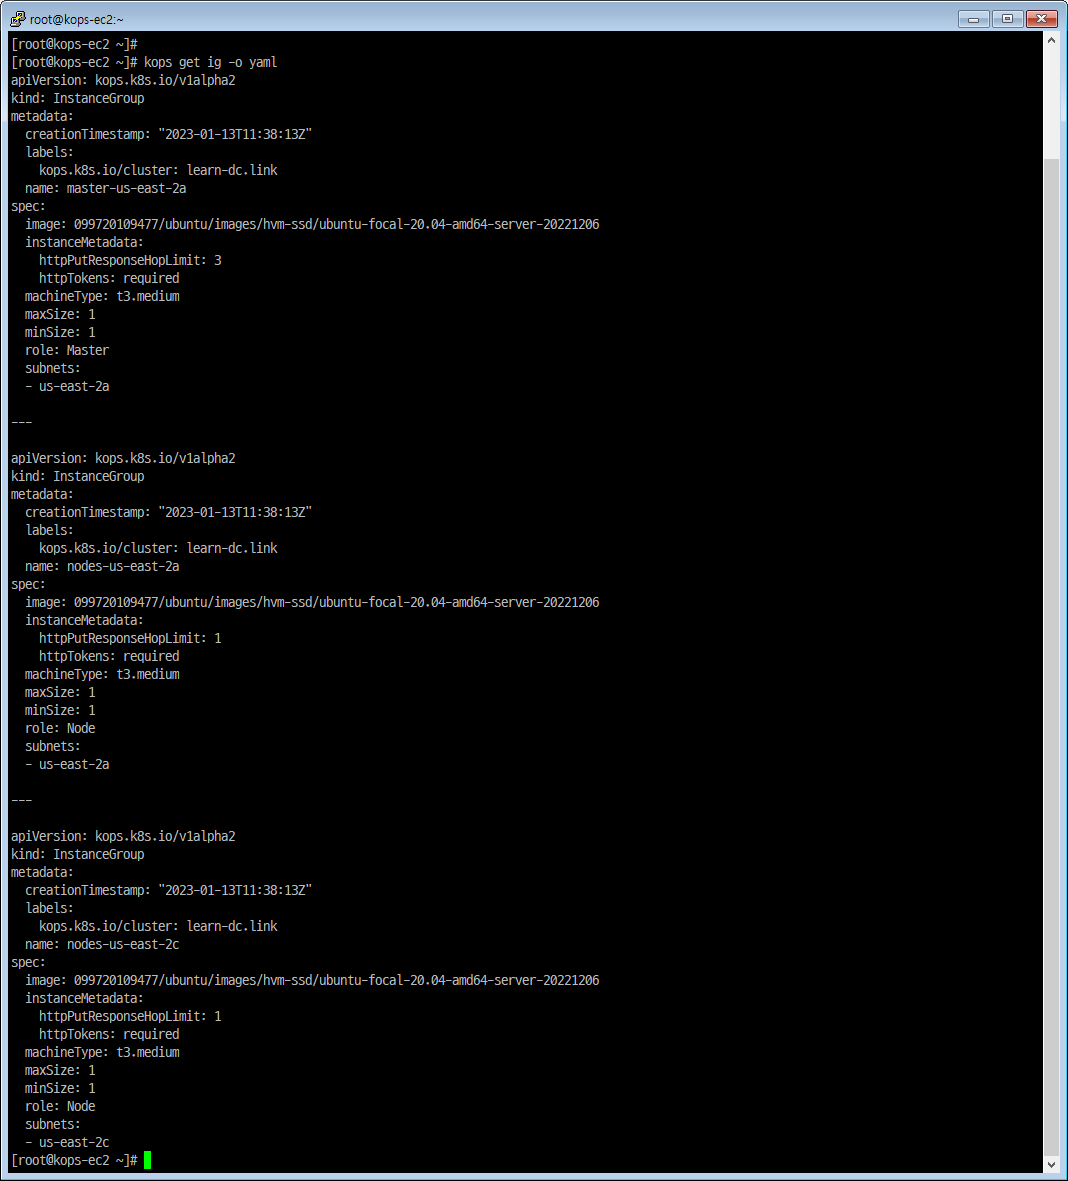 root@kops-ec2:~
[root@kops-ec2 ~]#
[root@kops-ec2 ~]# kops get ig -o yaml
apiVersion: kops.k8s.io/v1alpha2
kind: InstanceGroup
metadata:
  creationTimestamp: "2023-01-13T11:38:13Z"
  labels:
    kops.k8s.io/cluster: learn-dc.link
  name: master-us-east-2a
spec:
  image: 099720109477/ubuntu/images/hvm-ssd/ubuntu-focal-20.04-amd64-server-20221206
  instanceMetadata:
    httpPutResponseHopLimit: 3
    httpTokens: required
  machineType: t3.medium
  maxSize: 1
  minSize: 1
  role: Master
  subnets:
  - us-east-2a

---

apiVersion: kops.k8s.io/v1alpha2
kind: InstanceGroup
metadata:
  creationTimestamp: "2023-01-13T11:38:13Z"
  labels:
    kops.k8s.io/cluster: learn-dc.link
  name: nodes-us-east-2a
spec:
  image: 099720109477/ubuntu/images/hvm-ssd/ubuntu-focal-20.04-amd64-server-20221206
  instanceMetadata:
    httpPutResponseHopLimit: 1
    httpTokens: required
  machineType: t3.medium
  maxSize: 1
  minSize: 1
  role: Node
  subnets:
  - us-east-2a

---

apiVersion: kops.k8s.io/v1alpha2
kind: InstanceGroup
metadata:
  creationTimestamp: "2023-01-13T11:38:13Z"
  labels:
    kops.k8s.io/cluster: learn-dc.link
  name: nodes-us-east-2c
spec:
  image: 099720109477/ubuntu/images/hvm-ssd/ubuntu-focal-20.04-amd64-server-20221206
  instanceMetadata:
    httpPutResponseHopLimit: 1
    httpTokens: required
  machineType: t3.medium
  maxSize: 1
  minSize: 1
  role: Node
  subnets:
  - us-east-2c
[root@kops-ec2 ~]#